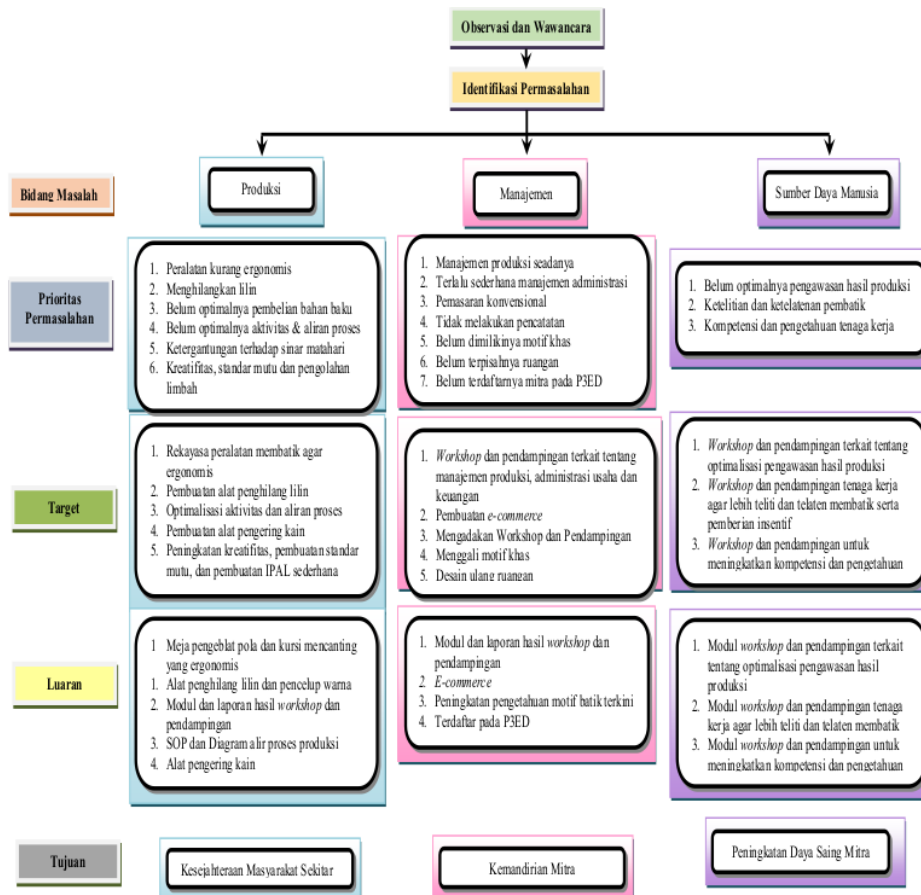 Observasi dan Wawancara
Identifikasi Permasalahan
Bidang Masalah
Produksi
Manajemen
Sumber Daya Manusia
Prioritas
Permasalahan
1. Peralatan kurang ergonomis
2. Menghilangkan lilin
3. Belum optimalnya pembelian bahan baku
4. Belum optimalnya aktivitas & aliran proses
5. Ketergantungan terhadap sinar matahari
6. Kreatifitas, standar mutu dan pengolahan
limbah
1. Manajemen produksi seadanya
2. Terlalu sederhana manajemen administrasi
3. Pemasaran konvensional
4. Tidak melakukan pencatatan
5. Belum dimilikinya motif khas
6. Belum terpisahnya ruangan
7. Belum terdaftarnya mitra pada P3ED
1. Belum optimalnya pengawasan hasil produksi
2. Ketelitian dan ketelatenan pembatik
3. Kompetensi dan pengetahuan tenaga kerja
Target
1. Rekayasa peralatan membatik agar
ergonomis
2. Pembuatan alat penghilang lilin
3. Optimalisasi aktivitas dan aliran proses
4. Pembuatan alat pengering kain
5. Peningkatan kreatifitas, pembuatan standar
mutu, dan pembuatan IPAL sederhana
1. Workshop dan pendampingan terkait tentang
manajemen produksi, administrasi usaha dan
keuangan
2. Pembuatan e-commerce
3. Mengadakan Workshop dan Pendampingan
4. Menggali motif khas
5. Desain ulang ruangan
1. Workshop dan pendampingan terkait tentang
optimalisasi pengawasan hasil produksi
2. Workshop dan pendampingan tenaga kerja
agar lebih teliti dan telaten membatik serta
pemberian insentif
3. Workshop dan pendampingan untuk
meningkatkan kompetensi dan pengetahuan
Luaran
1 Meja pengeblat pola dan kursi mencanting
yang ergonomis
1. Alat penghilang lilin dan pencelup warna
2. Modul dan laporan hasil workshop dan
pendampingan
3. SOP dan Diagram alir proses produksi
4. Alat pengering kain
1. Modul dan laporan hasil workshop dan
pendampingan
2. E-commerce
3. Peningkatan pengetahuan motif batik terkini
4. Terdaftar pada P3ED
1. Modul workshop dan pendampingan terkait
tentang optimalisasi pengawasan hasil
produksi
2. Modul workshop dan pendampingan tenaga
kerja agar lebih teliti dan telaten membatik
3. Modul workshop dan pendampingan untuk
meningkatkan kompetensi dan pengetahuan
Tujuan
Kesejahteraan Masyarakat Sekitar
Kemandirian Mitra
Peningkatan Daya Saing Mitra